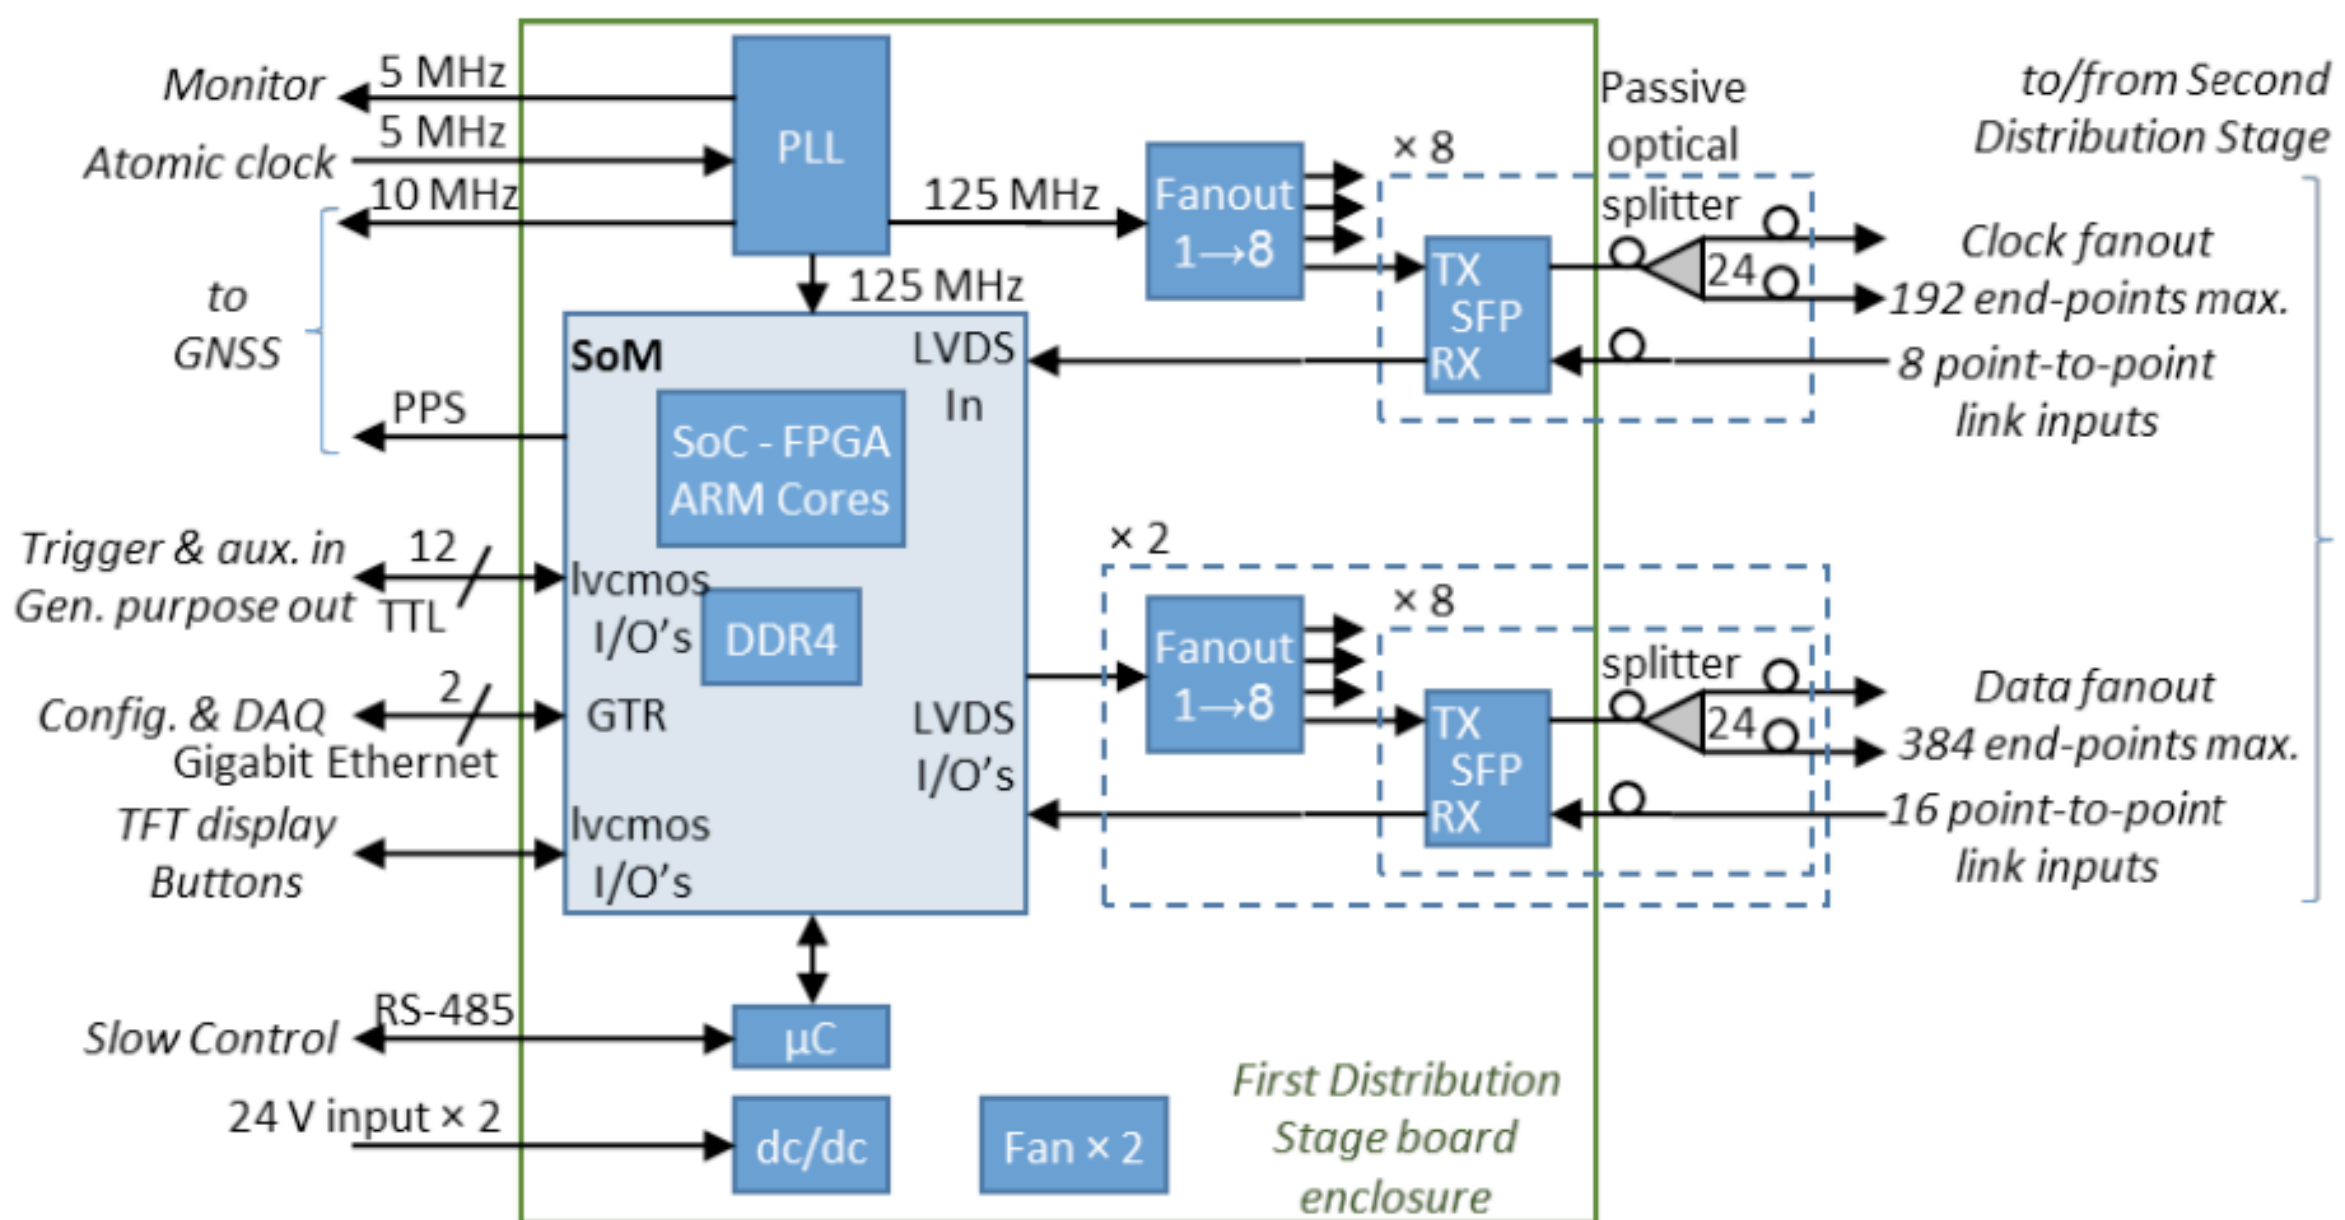 Monitor
5 MHz
Atomic clock
5 MHz
10 MHz
to
GNSS
PPS
Trigger & aux. in
Gen. purpose out
12
TTL
Config. & DAQ
2
Gigabit Ethernet
TFT display
Buttons
Slow Control
RS-485
24 V input × 2
PLL
125 MHz
125 MHz
SoM
LVDS
In
SoC - FPGA
ARM Cores
lvcmos
I/O's
DDR4
GTR
LVDS
I/O's
lvcmos
I/O's
µC
dc/dc
Fan × 2
First Distribution
Stage board
enclosure
Fanout
1→8
× 8
TX
SFP
RX
Passive
optical
splitter
24
× 2
Fanout
1→8
× 8
TX
SFP
RX
splitter
24
to/from Second
Distribution Stage
Clock fanout
192 end-points max.
8 point-to-point
link inputs
Data fanout
384 end-points max.
16 point-to-point
link inputs